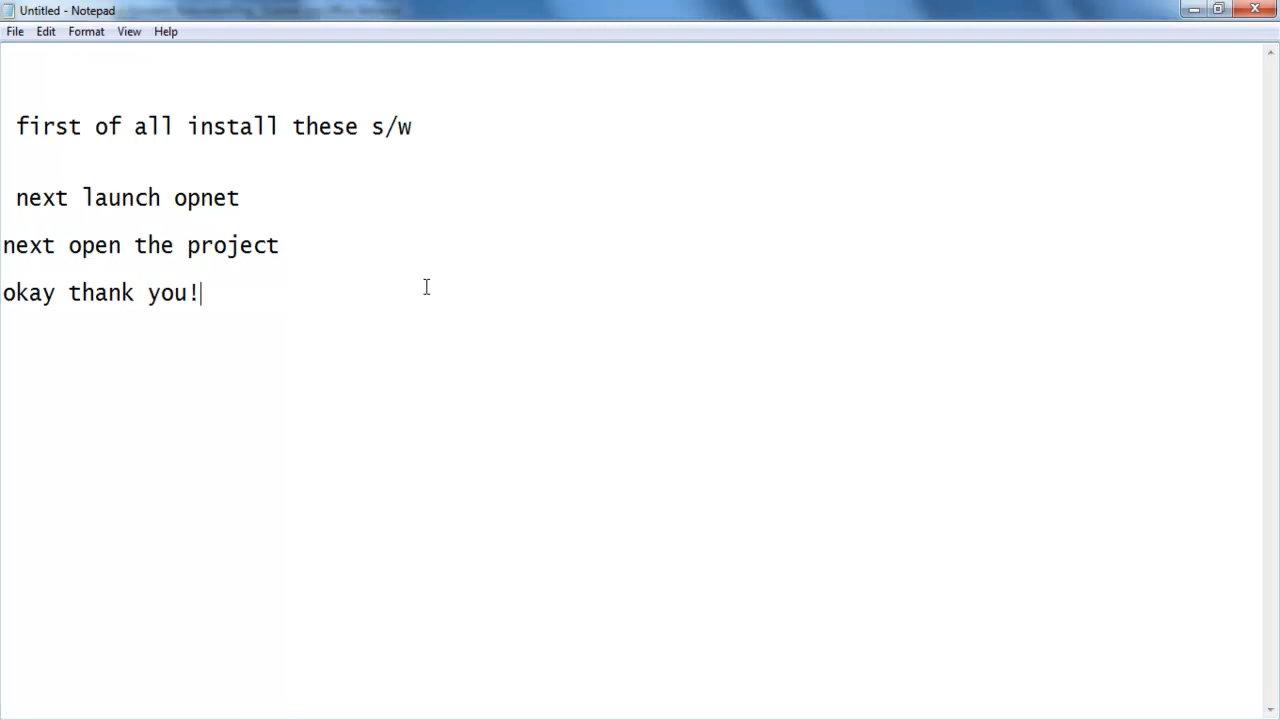 Untitled - Notepad
File Edit Format View Help
first of all install these s/w
next launch opnet
next open the project
okay thank you!